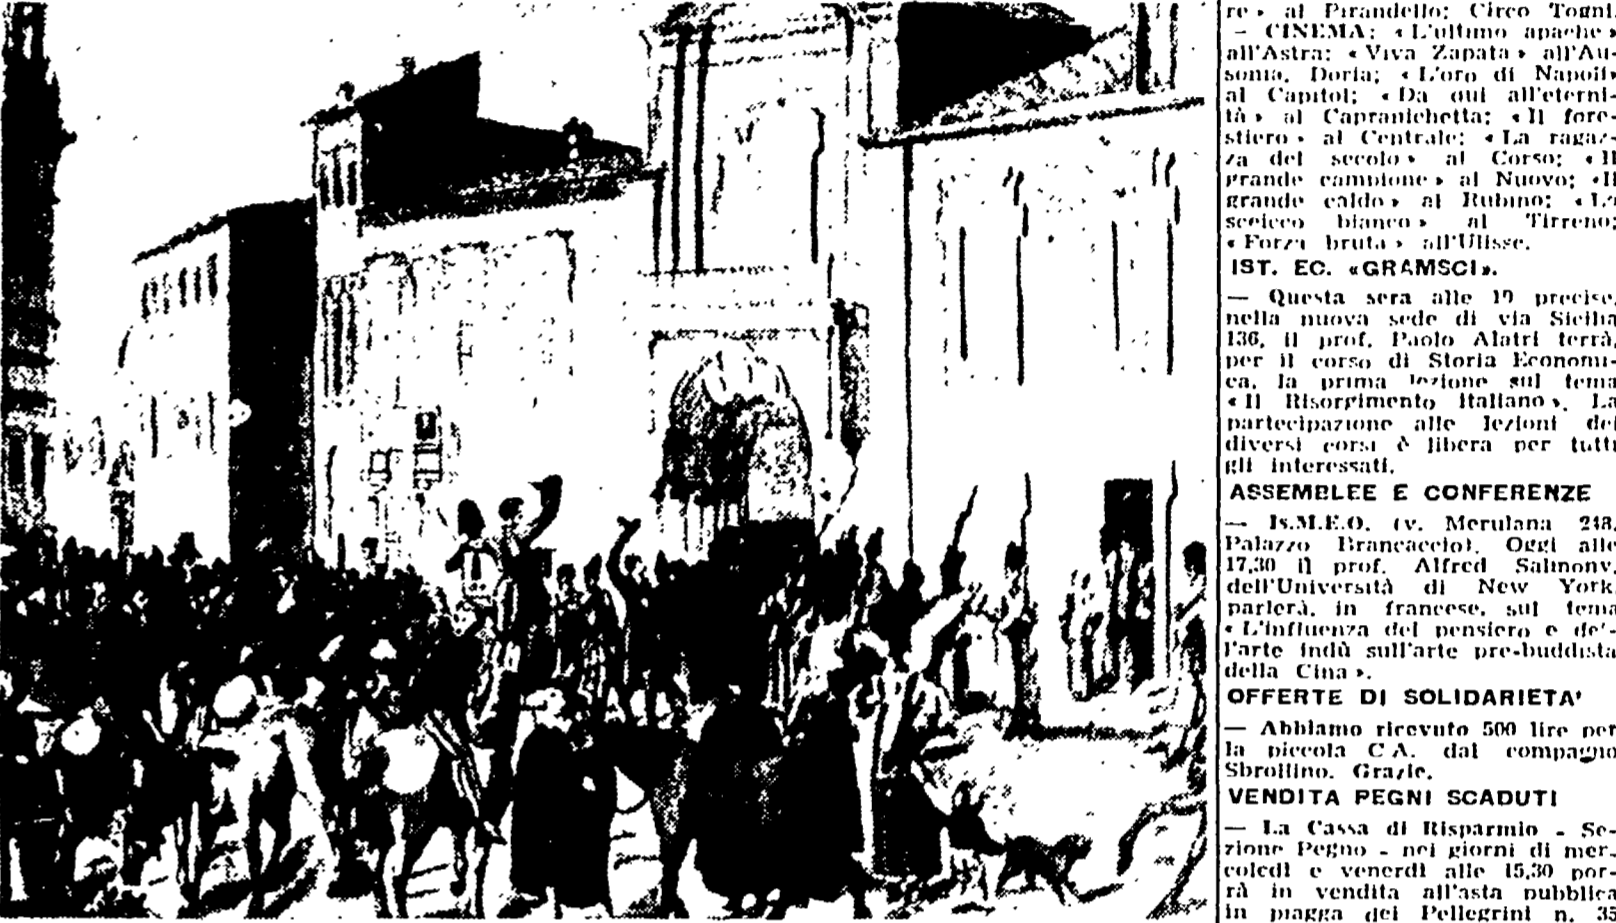 re » al Pirandello; Circo Togni.
— CINEMA: « L'ultimo apache »
all'Astra; « Viva Zapata » all'Au-
sonia, Doria; « L'oro di Napoli»
al Capitol; « Da qui all'eterni-
tà » al Capranichetta; « Il fore-
stiero » al Centrale; « La ragaz-
za del secolo » al Corso; « Il
grande campione » al Nuovo; « Il
grande caldo » al Rubino; « Lo
sceicco bianco » al Tirreno;
« Forza bruta » all'Ulisse.
IST. EC. «GRAMSCI».
— Questa sera alle 19 precise,
nella nuova sede di via Sicilia
136, il prof. Paolo Alatri terrà,
per il corso di Storia Economi-
ca, la prima lezione sul tema
« Il Risorgimento italiano ». La
partecipazione alle lezioni dei
diversi corsi è libera per tutti
gli interessati.
ASSEMBLEE E CONFERENZE
— Is.M.E.O. (v. Merulana 248,
Palazzo Brancaccio). Oggi alle
17,30 il prof. Alfred Salmony,
dell'Università di New York,
parlerà, in francese, sul tema
« L'influenza del pensiero e de'-
l'arte indù sull'arte pre-buddista
della Cina ».
OFFERTE DI SOLIDARIETA'
— Abbiamo ricevuto 500 lire per
la piccola C.A. dal compagno
Sbrollino. Grazie.
VENDITA PEGNI SCADUTI
— La Cassa di Risparmio - Se-
zione Pegno - nei giorni di mer-
coledì e venerdì alle 15,30 por-
rà in vendita all'asta pubblica
in piagga dei Pellegrini n.